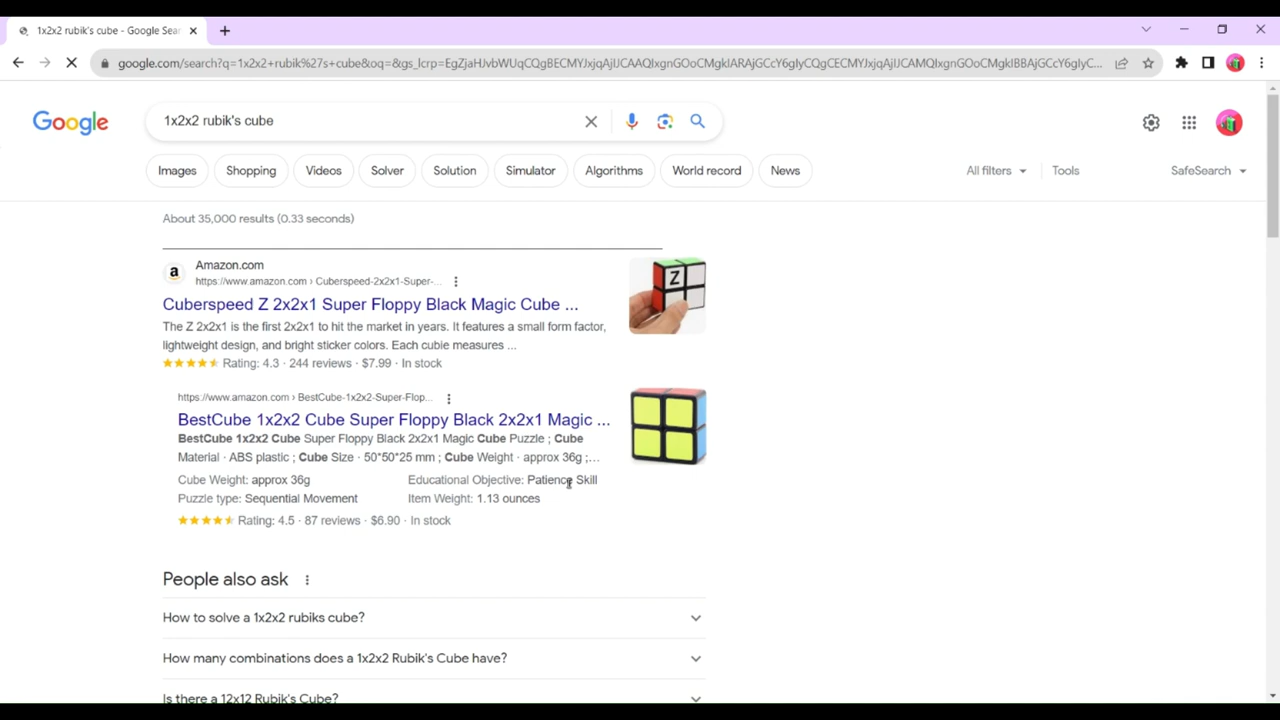 1x2x2 rubik's cube - Google Sear
google.com/search?q=1x2x2+rubik%27s+cube&oq=&gs_lcrp=
Google
1x2x2 rubik's cube
Images Shopping Videos Solver Solution Simulator Algorithms World record News All filters Tools SafeSearch
About 35,000 results (0.33 seconds)
a Amazon.com
https://www.amazon.com › Cuberspeed-2x2x1-Super-...
Cuberspeed Z 2x2x1 Super Floppy Black Magic Cube ...
Z
The Z 2x2x1 is the first 2x2x1 to hit the market in years. It features a small form factor,
lightweight design, and bright sticker colors. Each cubie measures ...
Rating: 4.3 · 244 reviews · $7.99 · In stock
https://www.amazon.com › BestCube-1x2x2-Super-Flop...
BestCube 1x2x2 Cube Super Floppy Black 2x2x1 Magic ...
BestCube 1x2x2 Cube Super Floppy Black 2x2x1 Magic Cube Puzzle ; Cube
Material · ABS plastic ; Cube Size · 50*50*25 mm ; Cube Weight · approx 36g ;...
Cube Weight: approx 36g Educational Objective: Patience Skill
Puzzle type: Sequential Movement Item Weight: 1.13 ounces
Rating: 4.5 · 87 reviews · $6.90 · In stock
People also ask
How to solve a 1x2x2 rubiks cube?
How many combinations does a 1x2x2 Rubik's Cube have?
Is there a 12x12 Rubik's Cube?